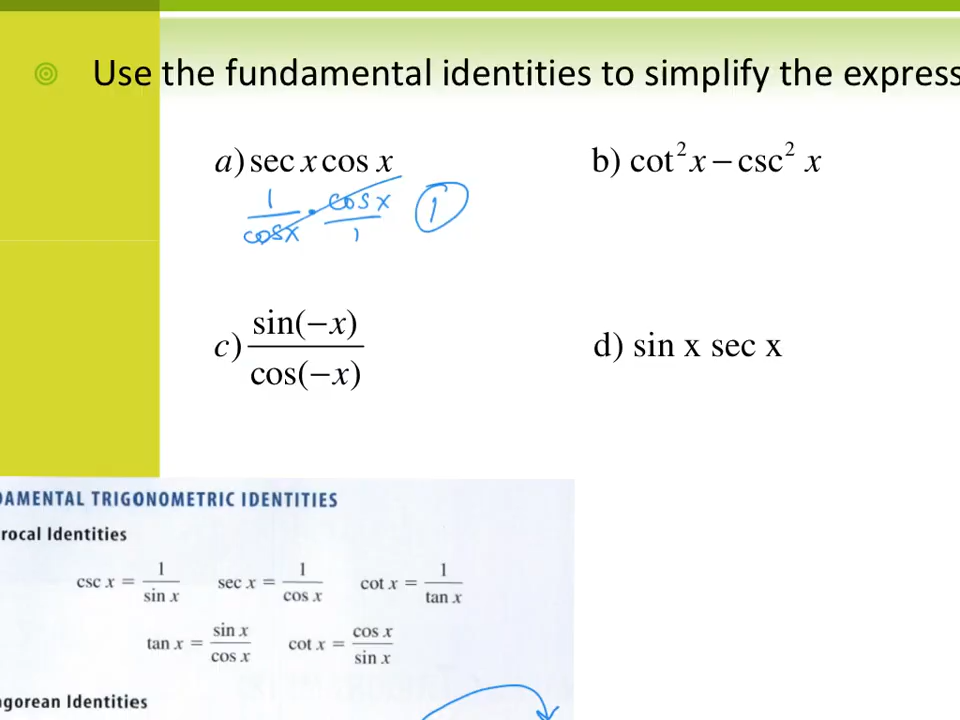 Use the fundamental identities to simplify the express
a) sec x cos x
b) cot² x − csc² x
1/cos x · cos x/1 1
c) sin(−x)/cos(−x)
d) sin x sec x
DAMENTAL TRIGONOMETRIC IDENTITIES
rocal Identities
csc x = 1/sin x sec x = 1/cos x cot x = 1/tan x
tan x = sin x/cos x cot x = cos x/sin x
gorean Identities